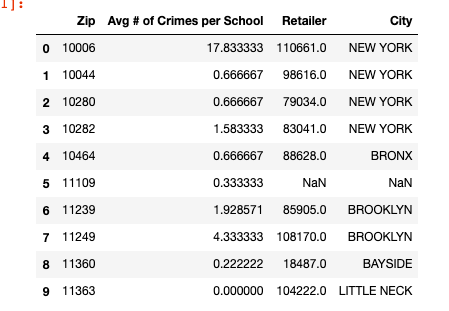 ]:
Zip Avg # of Crimes per School Retailer City
0 10006 17.833333 110661.0 NEW YORK
1 10044 0.666667 98616.0 NEW YORK
2 10280 0.666667 79034.0 NEW YORK
3 10282 1.583333 83041.0 NEW YORK
4 10464 0.666667 88628.0 BRONX
5 11109 0.333333 NaN NaN
6 11239 1.928571 85905.0 BROOKLYN
7 11249 4.333333 108170.0 BROOKLYN
8 11360 0.222222 18487.0 BAYSIDE
9 11363 0.000000 104222.0 LITTLE NECK